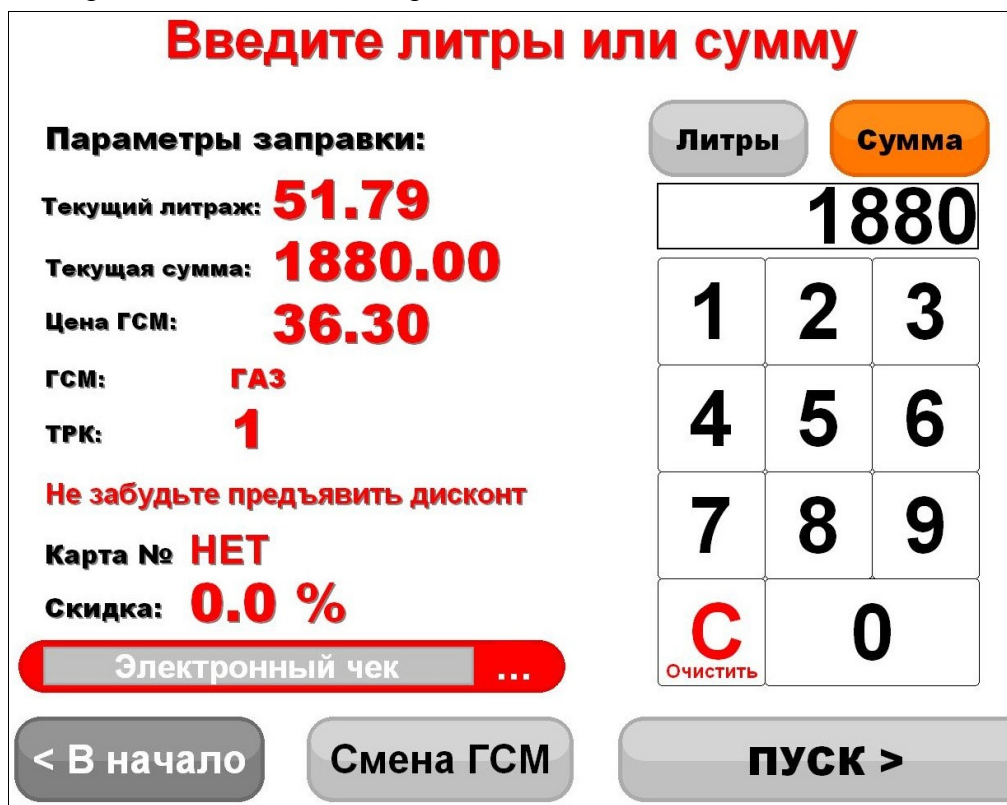 Введите литры или сумму
Параметры заправки:
Текущий литраж: 51.79
Текущая сумма: 1880.00
Цена ГСМ: 36.30
ГСМ: ГАЗ
ТРК: 1
Не забудьте предъявить дисконт
Карта № НЕТ
Скидка: 0.0 %
Электронный чек ...
Литры Сумма
1880
1 2 3
4 5 6
7 8 9
C 0
Очистить
< В начало Смена ГСМ ПУСК >